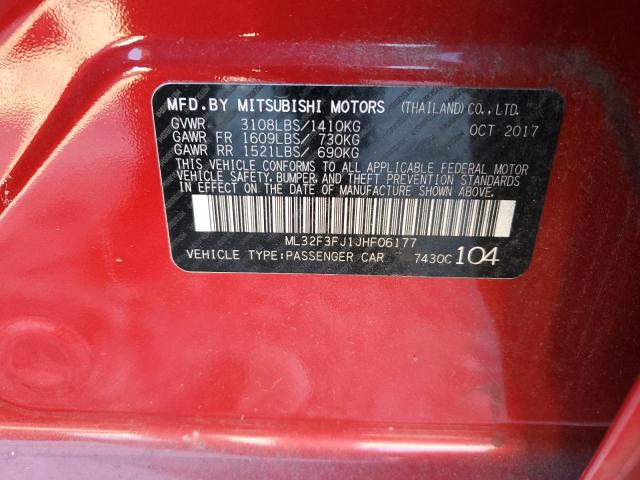 MFD.BY MITSUBISHI MOTORS (THAILAND) CO., LTD.
GVWR 3108LBS/1410KG OCT 2017
GAWR FR 1609LBS/ 730KG
GAWR RR 1521LBS/ 690KG
THIS VEHICLE CONFORMS TO ALL APPLICABLE FEDERAL MOTOR
VEHICLE SAFETY, BUMPER, AND THEFT PREVENTION STANDARDS
IN EFFECT ON THE DATE OF MANUFACTURE SHOWN ABOVE.
ML32F3FJ1JHF06177
VEHICLE TYPE:PASSENGER CAR 7430C104